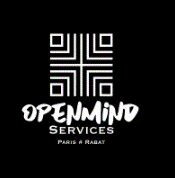 OPENMIND
SERVICES
PARIS # RABAT